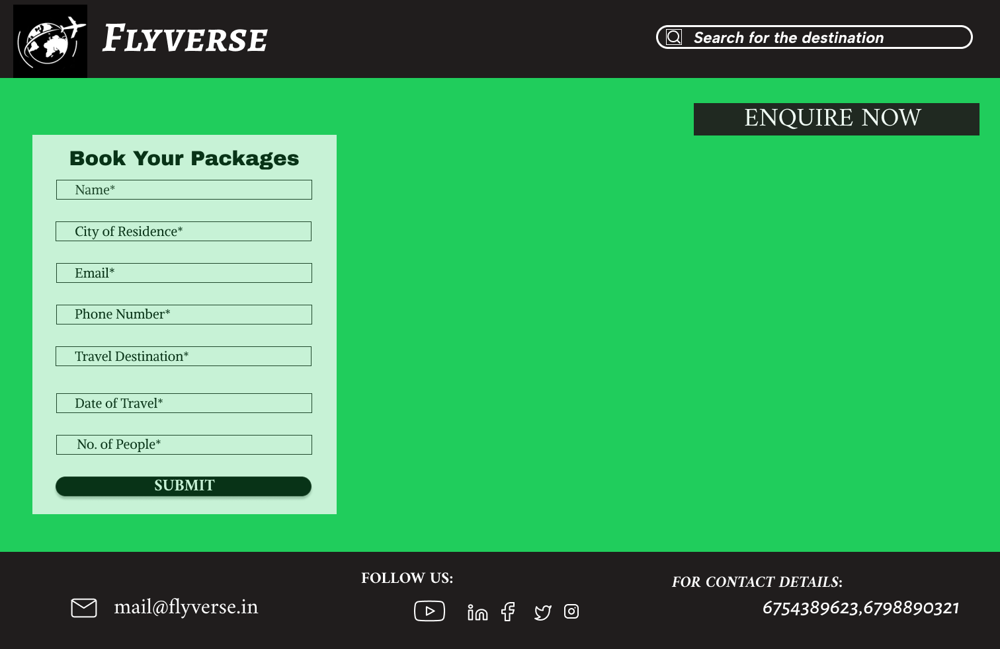 Flyverse
Search for the destination
ENQUIRE NOW
Book Your Packages
Name*
City of Residence*
Email*
Phone Number*
Travel Destination*
Date of Travel*
No. of People*
SUBMIT
FOLLOW US:
FOR CONTACT DETAILS:
mail@flyverse.in
6754389623,6798890321